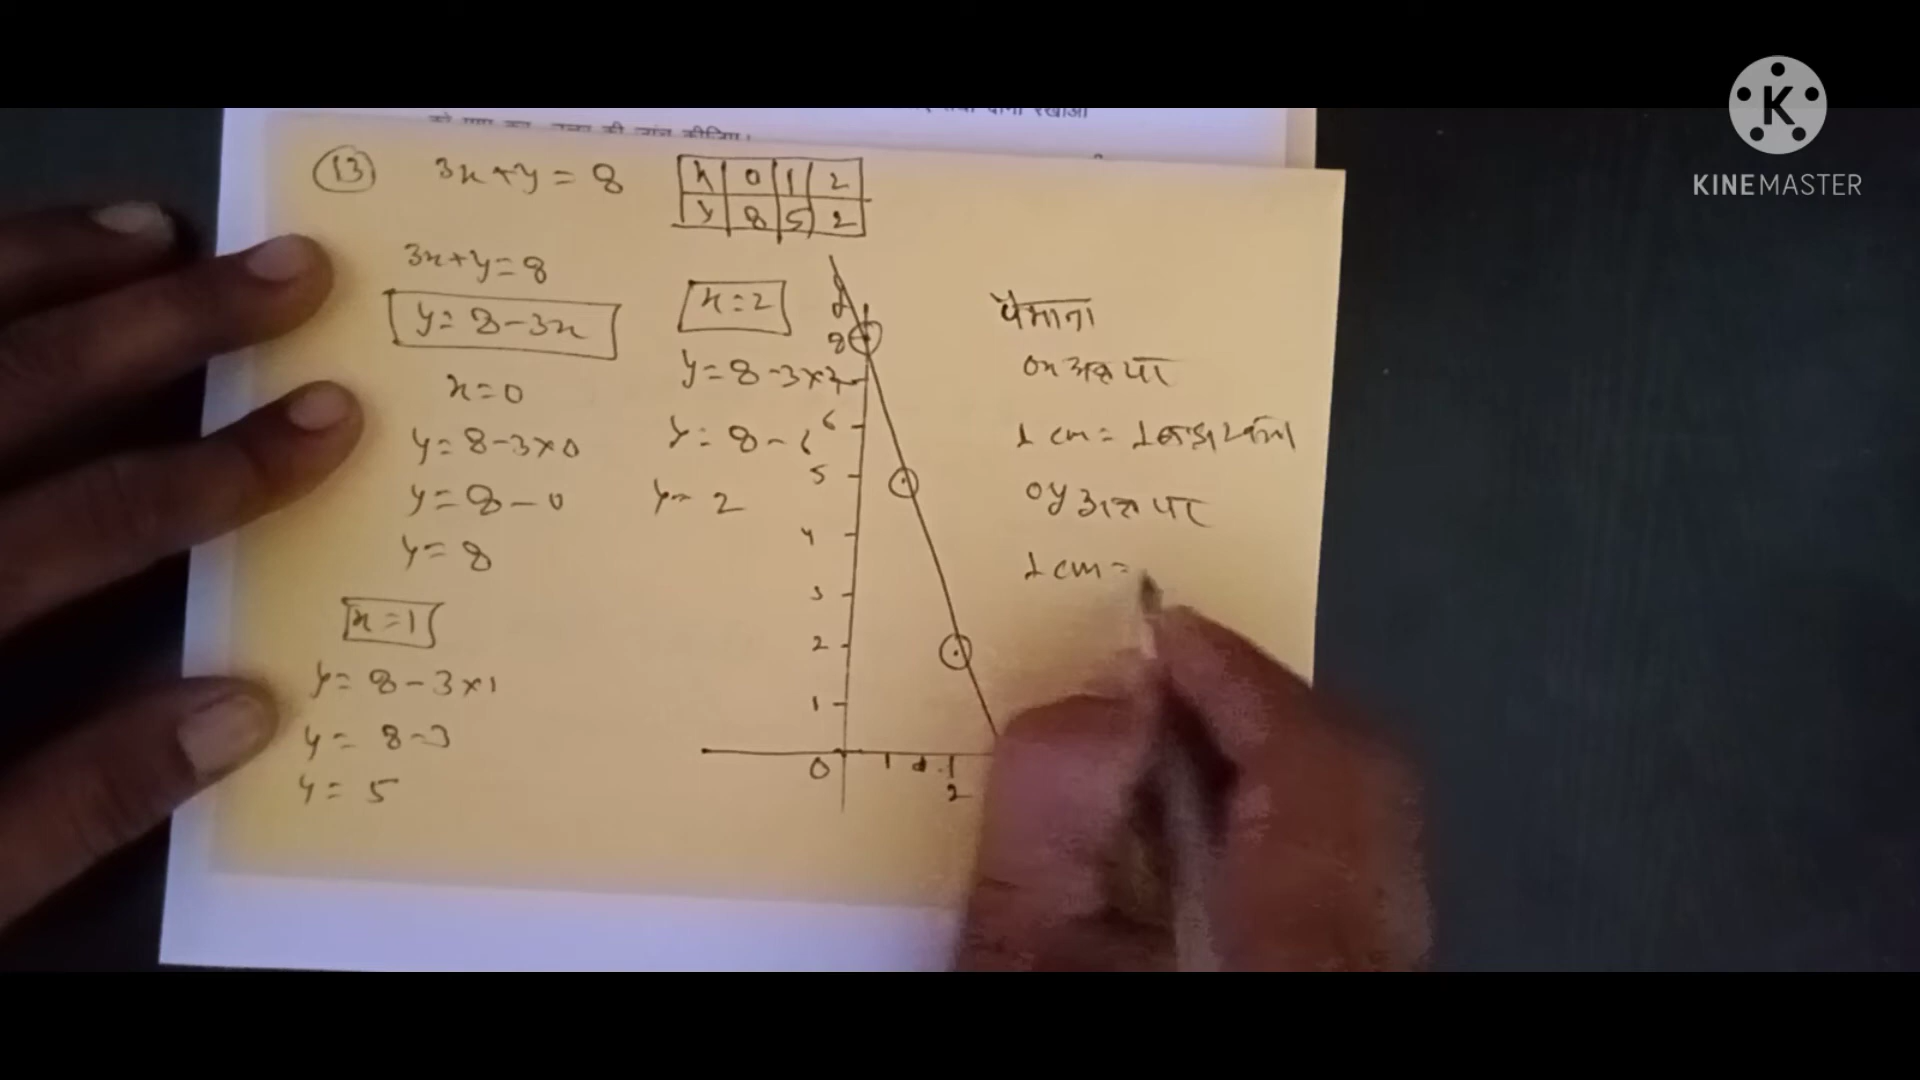 KINEMASTER
(13) 3x+y=8
x 0 1 2
y 8 5 2
3x+y=8
y=8-3x
x=0
y=8-3×0
y=8-0
y=8
x=1
y=8-3×1
y=8-3
y=5
x=2
y=8-3×2
y=8-6
y=2
y
8
6
5
4
3
2
1
0
1
2
पैमाना
ox अक्ष पर
1 cm = 1
oy अक्ष पर
1 cm =